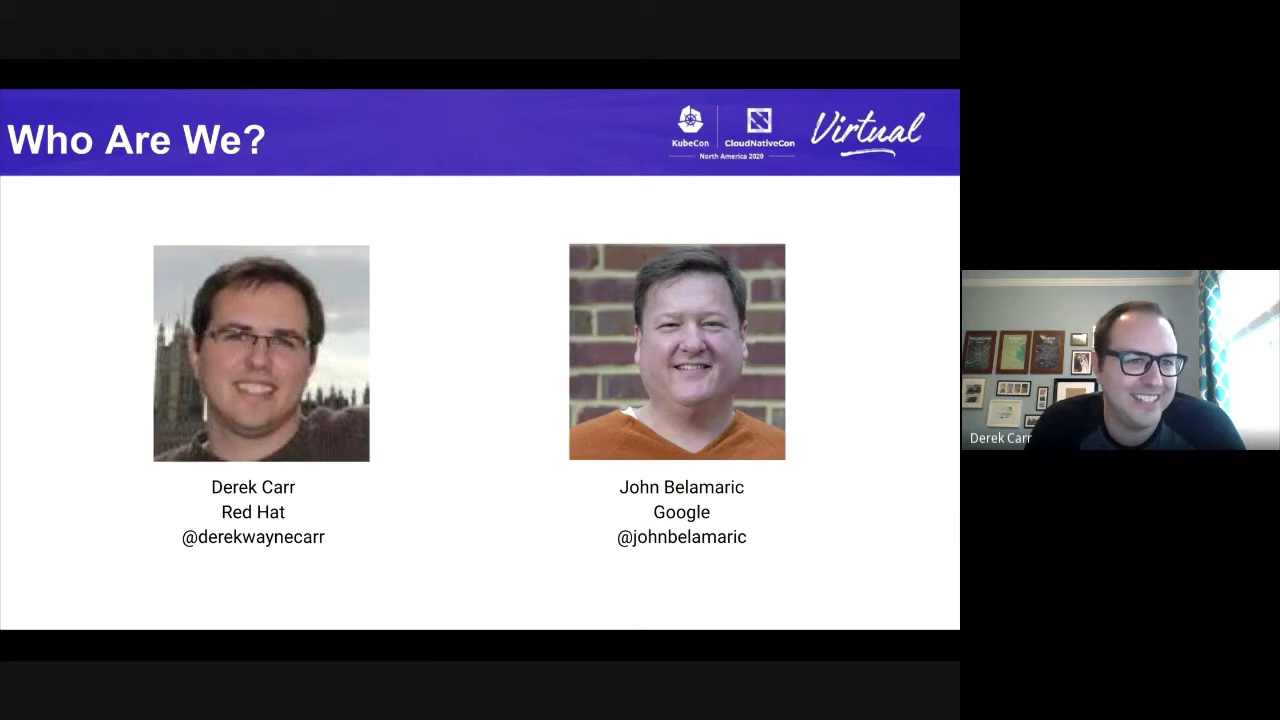 Who Are We?
KubeCon
CloudNativeCon
North America 2020
Virtual
Derek Carr
Red Hat
@derekwaynecarr
John Belamaric
Google
@johnbelamaric
Derek Carr